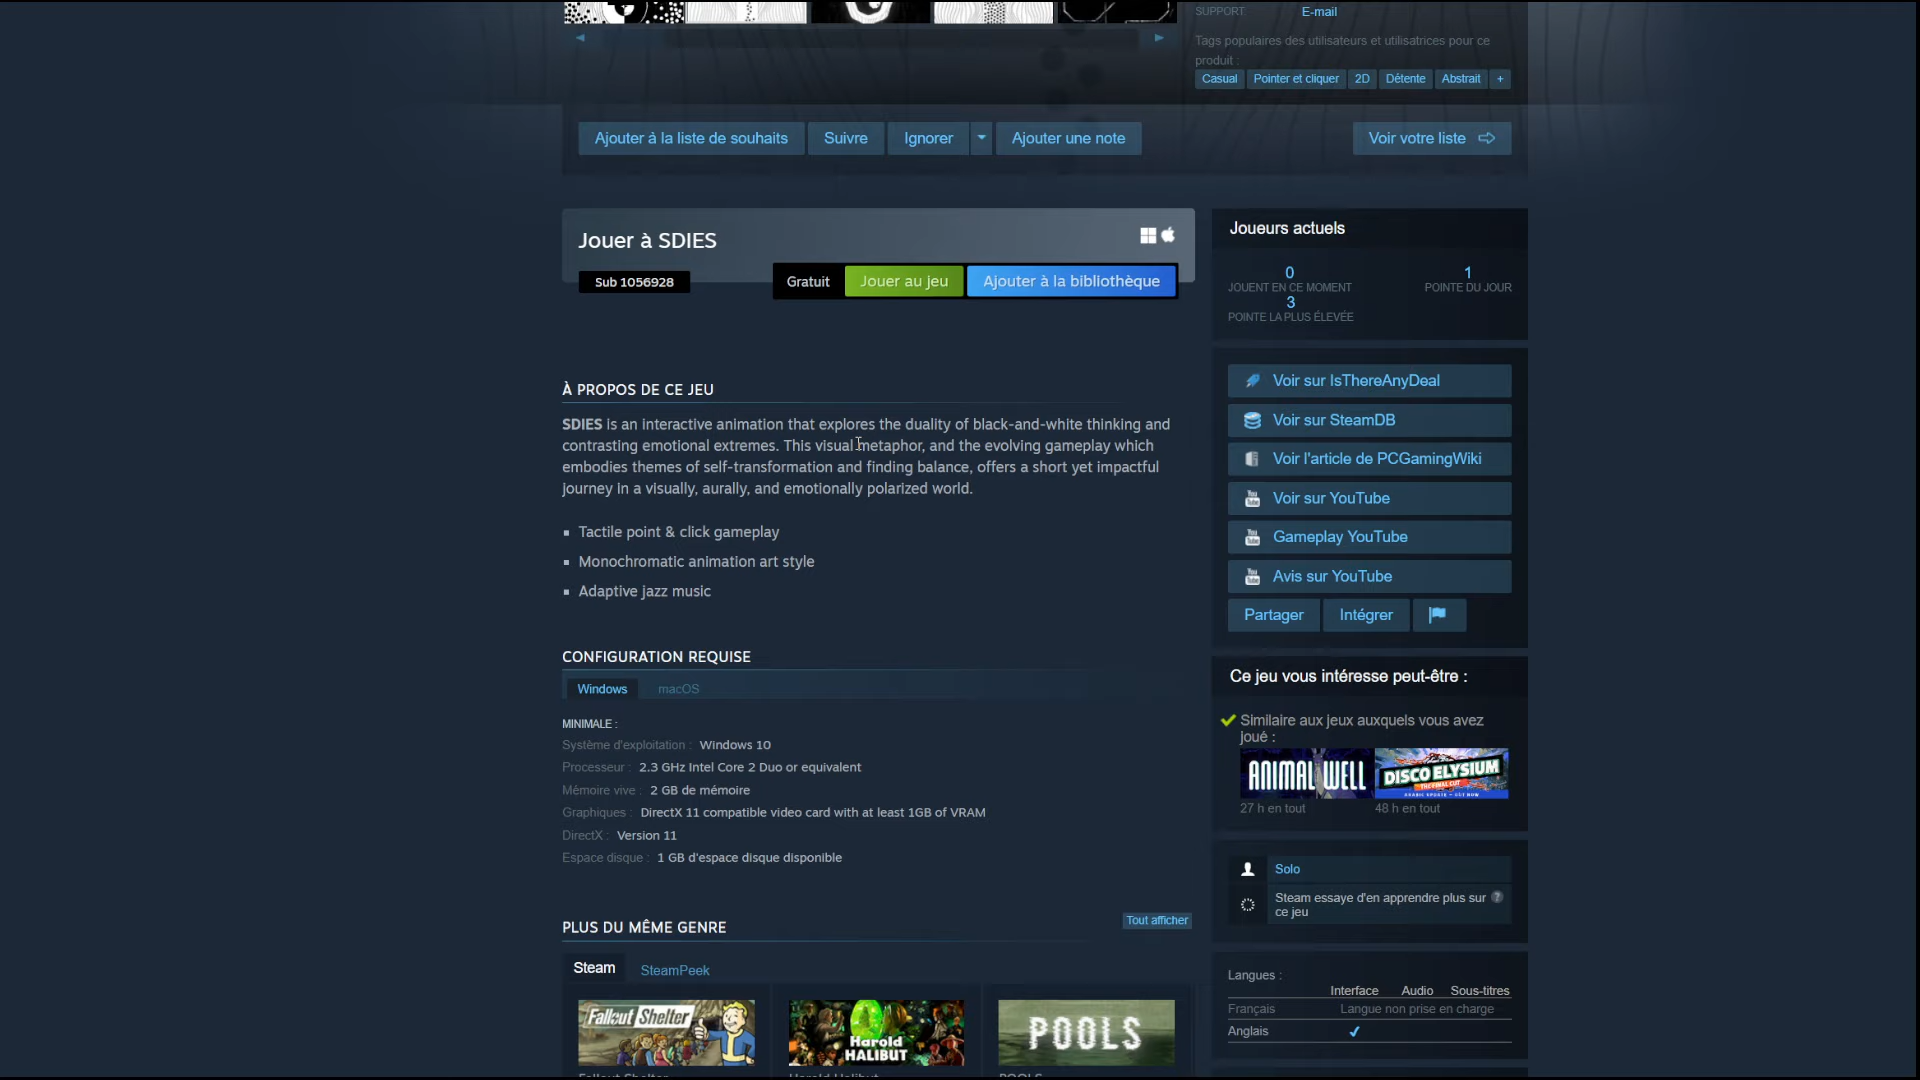 SUPPORT: E-mail
Tags populaires des utilisateurs et utilisatrices pour ce
produit :
Casual Pointer et cliquer 2D Détente Abstrait +
Ajouter à la liste de souhaits Suivre Ignorer Ajouter une note Voir votre liste
Jouer à SDIES
Sub 1056928 Gratuit Jouer au jeu Ajouter à la bibliothèque
À PROPOS DE CE JEU
SDIES is an interactive animation that explores the duality of black-and-white thinking and
contrasting emotional extremes. This visual metaphor, and the evolving gameplay which
embodies themes of self-transformation and finding balance, offers a short yet impactful
journey in a visually, aurally, and emotionally polarized world.
Tactile point & click gameplay
Monochromatic animation art style
Adaptive jazz music
CONFIGURATION REQUISE
Windows macOS
MINIMALE :
Système d'exploitation : Windows 10
Processeur : 2.3 GHz Intel Core 2 Duo or equivalent
Mémoire vive : 2 GB de mémoire
Graphiques : DirectX 11 compatible video card with at least 1GB of VRAM
DirectX : Version 11
Espace disque : 1 GB d'espace disque disponible
PLUS DU MÊME GENRE Tout afficher
Steam SteamPeek
Fallout Shelter
Harold
HALIBUT
POOLS
Fallout Shelter Harold Halibut POOLS
Joueurs actuels
0 1
JOUENT EN CE MOMENT POINTE DU JOUR
3
POINTE LA PLUS ÉLEVÉE
Voir sur IsThereAnyDeal
Voir sur SteamDB
Voir l'article de PCGamingWiki
Voir sur YouTube
Gameplay YouTube
Avis sur YouTube
Partager Intégrer
Ce jeu vous intéresse peut-être :
Similaire aux jeux auxquels vous avez
joué :
ANIMAL WELL
DISCO ELYSIUM
THE FINAL CUT
ARABIC UPDATE - OUT NOW
27 h en tout 48 h en tout
Solo
Steam essaye d'en apprendre plus sur ?
ce jeu
Langues :
Interface Audio Sous-titres
Français Langue non prise en charge
Anglais ✔